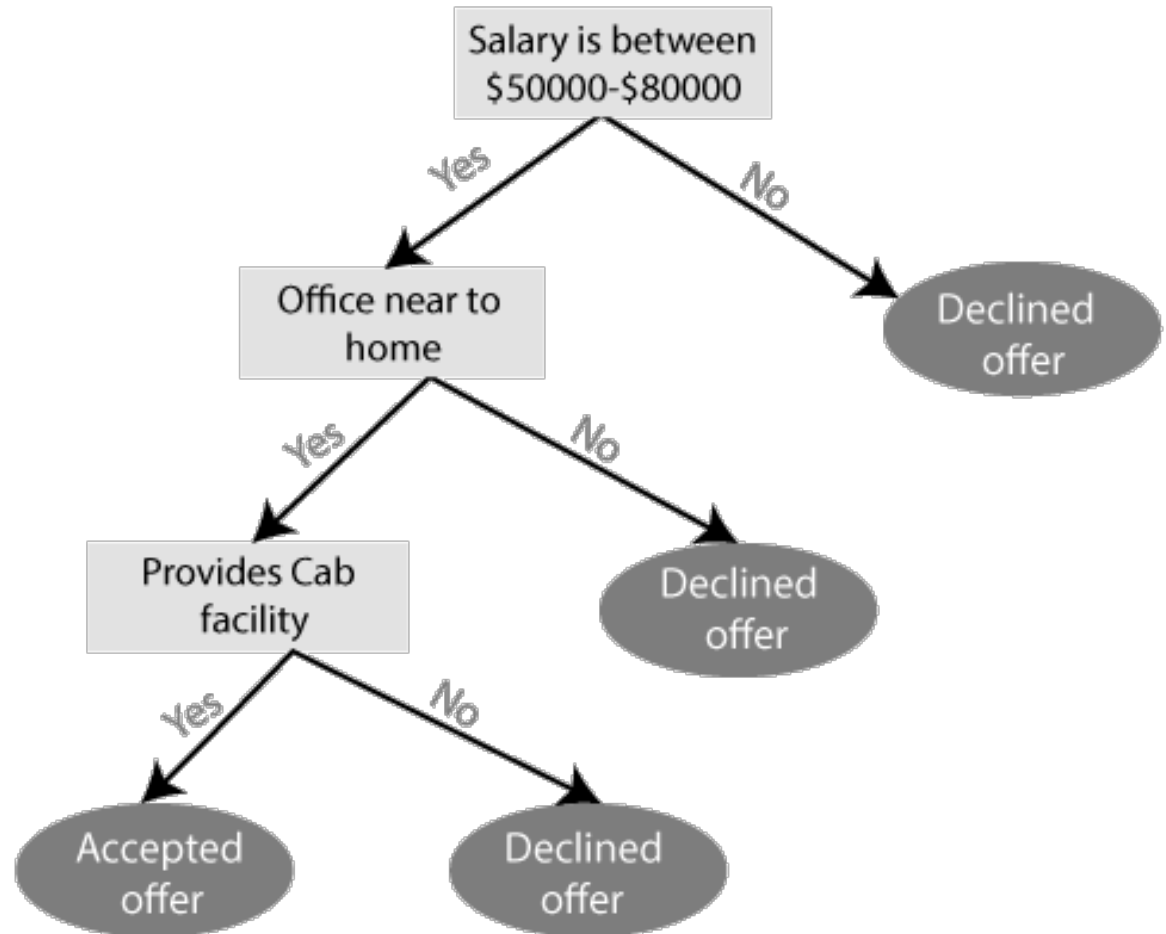 Salary is between
$50000-$80000
Yes
No
Office near to
home
Declined
offer
Yes
No
Provides Cab
facility
Declined
offer
Yes
No
Accepted
offer
Declined
offer